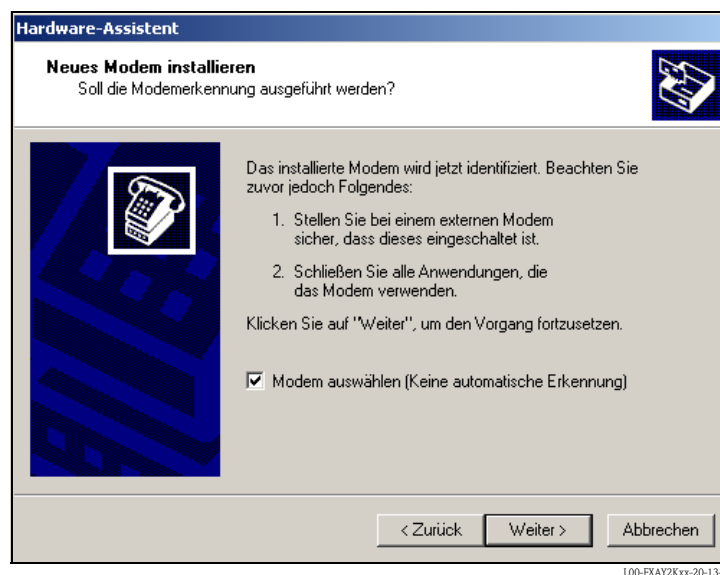 Hardware-Assistent
Neues Modem installieren
Soll die Modemerkennung ausgeführt werden?
Das installierte Modem wird jetzt identifiziert. Beachten Sie
zuvor jedoch Folgendes:
1. Stellen Sie bei einem externen Modem
sicher, dass dieses eingeschaltet ist.
2. Schließen Sie alle Anwendungen, die
das Modem verwenden.
Klicken Sie auf "Weiter", um den Vorgang fortzusetzen.
Modem auswählen (Keine automatische Erkennung)
< Zurück
Weiter >
Abbrechen
L00-FXAY2Kxx-20-13-